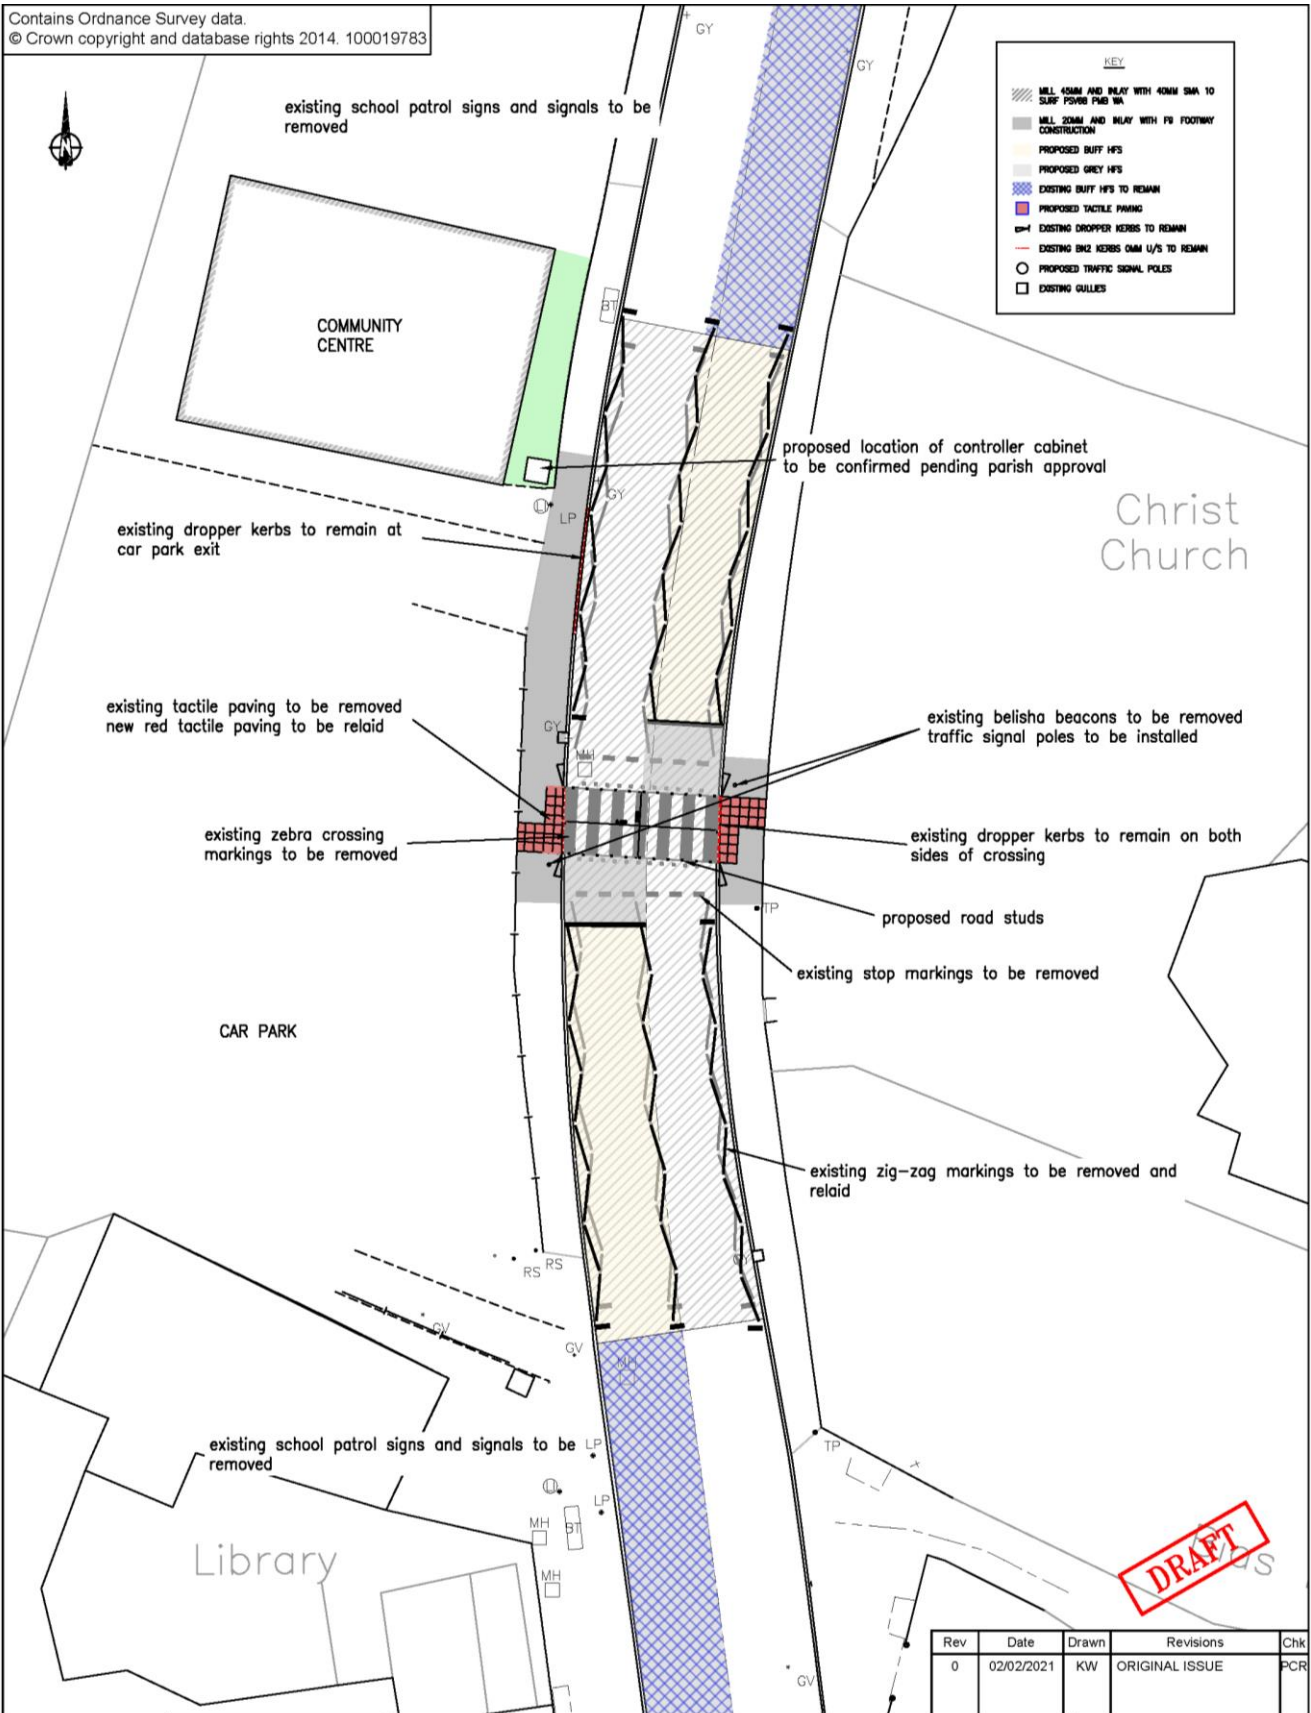 Contains Ordnance Survey data.
© Crown copyright and database rights 2014. 100019783
GY
GY
KEY
MILL 45MM AND INLAY WITH 40MM SMA 10
SURF PSV68 PMB WA
MILL 20MM AND INLAY WITH F9 FOOTWAY
CONSTRUCTION
PROPOSED BUFF HFS
PROPOSED GREY HFS
EXISTING BUFF HFS TO REMAIN
PROPOSED TACTILE PAVING
EXISTING DROPPER KERBS TO REMAIN
EXISTING BN2 KERBS 0MM U/S TO REMAIN
PROPOSED TRAFFIC SIGNAL POLES
EXISTING GULLIES
existing school patrol signs and signals to be
removed
N
BT
COMMUNITY
CENTRE
proposed location of controller cabinet
to be confirmed pending parish approval
GY
LP
Christ
Church
existing dropper kerbs to remain at
car park exit
existing tactile paving to be removed
new red tactile paving to be relaid
GY
MH
existing belisha beacons to be removed
traffic signal poles to be installed
existing zebra crossing
markings to be removed
existing dropper kerbs to remain on both
sides of crossing
TP
proposed road studs
existing stop markings to be removed
CAR PARK
existing zig-zag markings to be removed and
relaid
GY
RS
RS
GV
GV
MH
existing school patrol signs and signals to be
removed
LP
TP
LP
MH
BT
Library
MH
DRAFT
GV
Rev Date Drawn Revisions Chk
0 02/02/2021 KW ORIGINAL ISSUE PCR